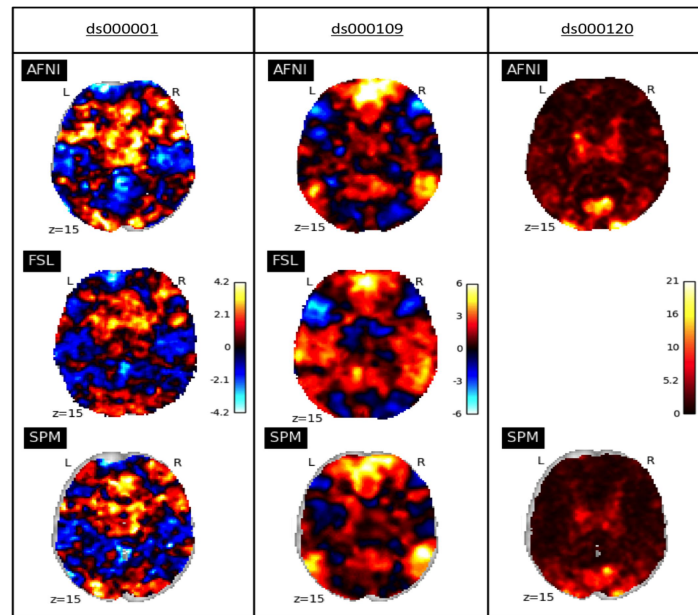 ds000001 ds000109 ds000120
AFNI AFNI AFNI
L R L R L R
z=15 z=15 z=15
FSL FSL
L R L R
4.2 6 21
2.1 3 16
0 0 10
-2.1 -3 5.2
-4.2 -6 0
z=15 z=15
SPM SPM SPM
L R L R L R
z=15 z=15 z=15